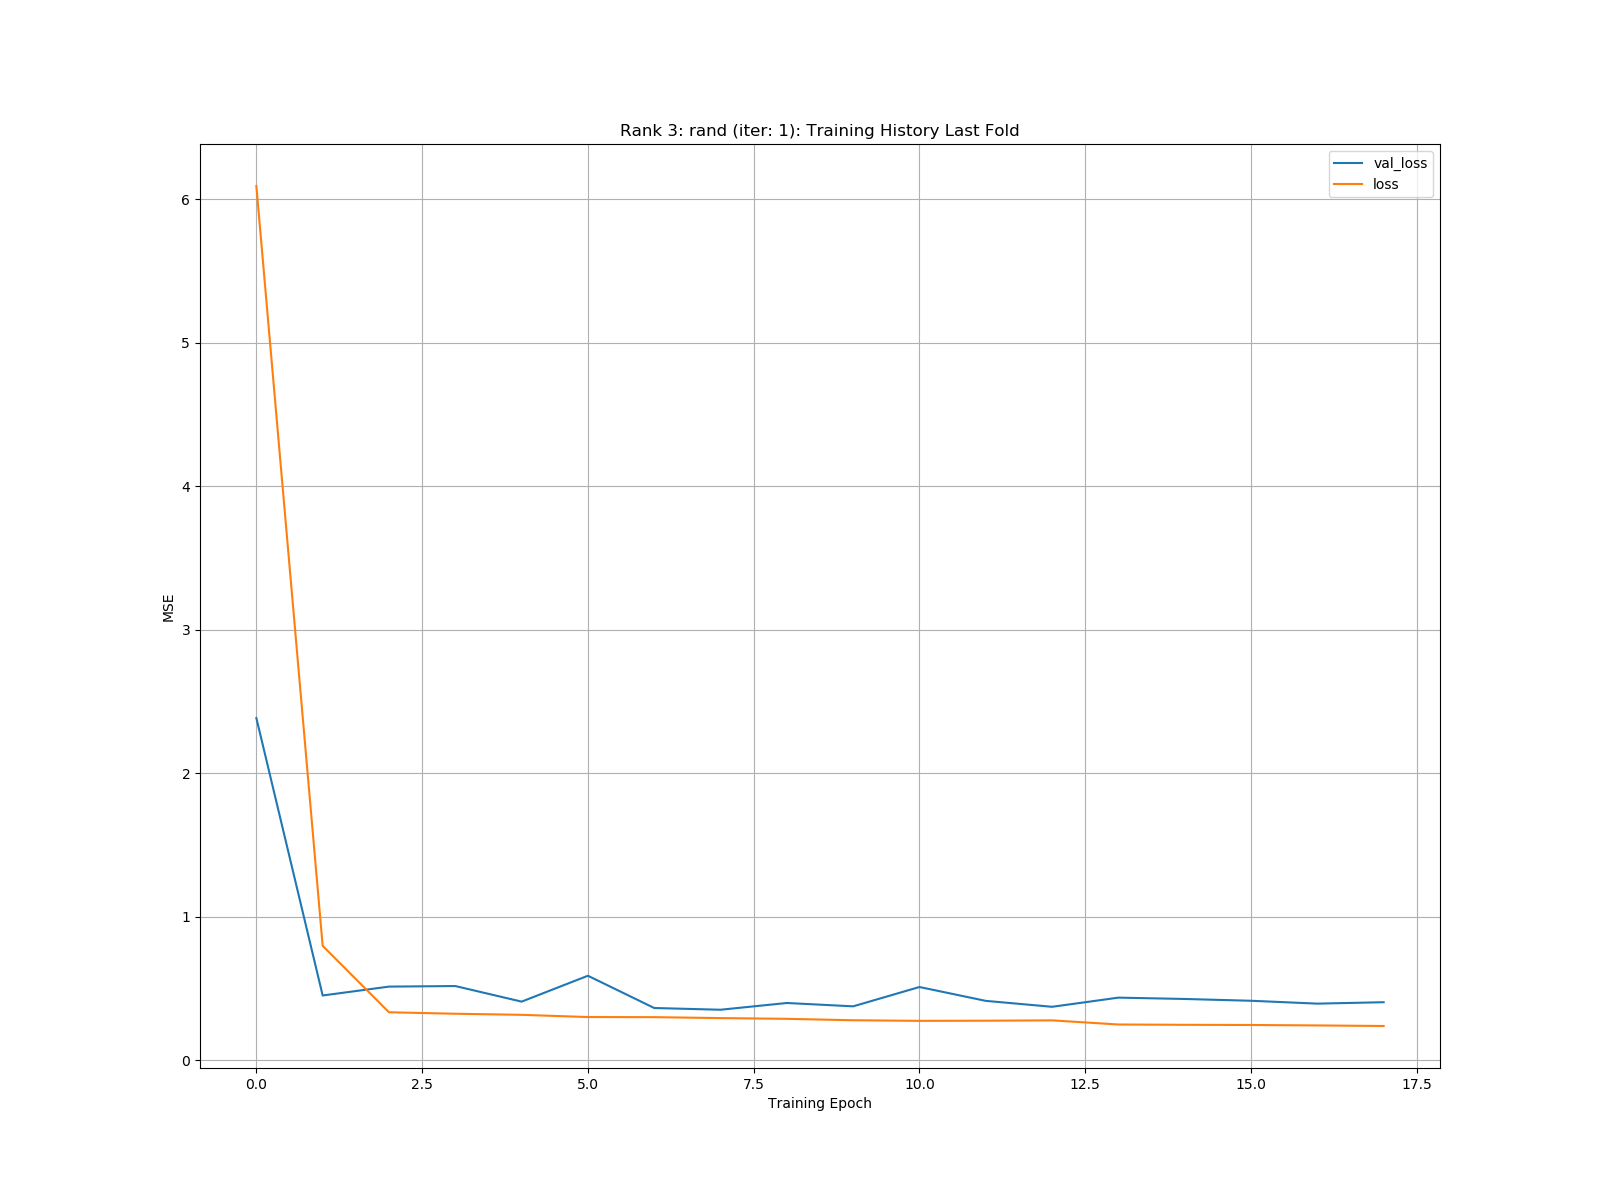 Rank 3: rand (iter: 1): Training History Last Fold
val_loss
loss
6
5
4
3
2
1
0
MSE
0.0 2.5 5.0 7.5 10.0 12.5 15.0 17.5
Training Epoch